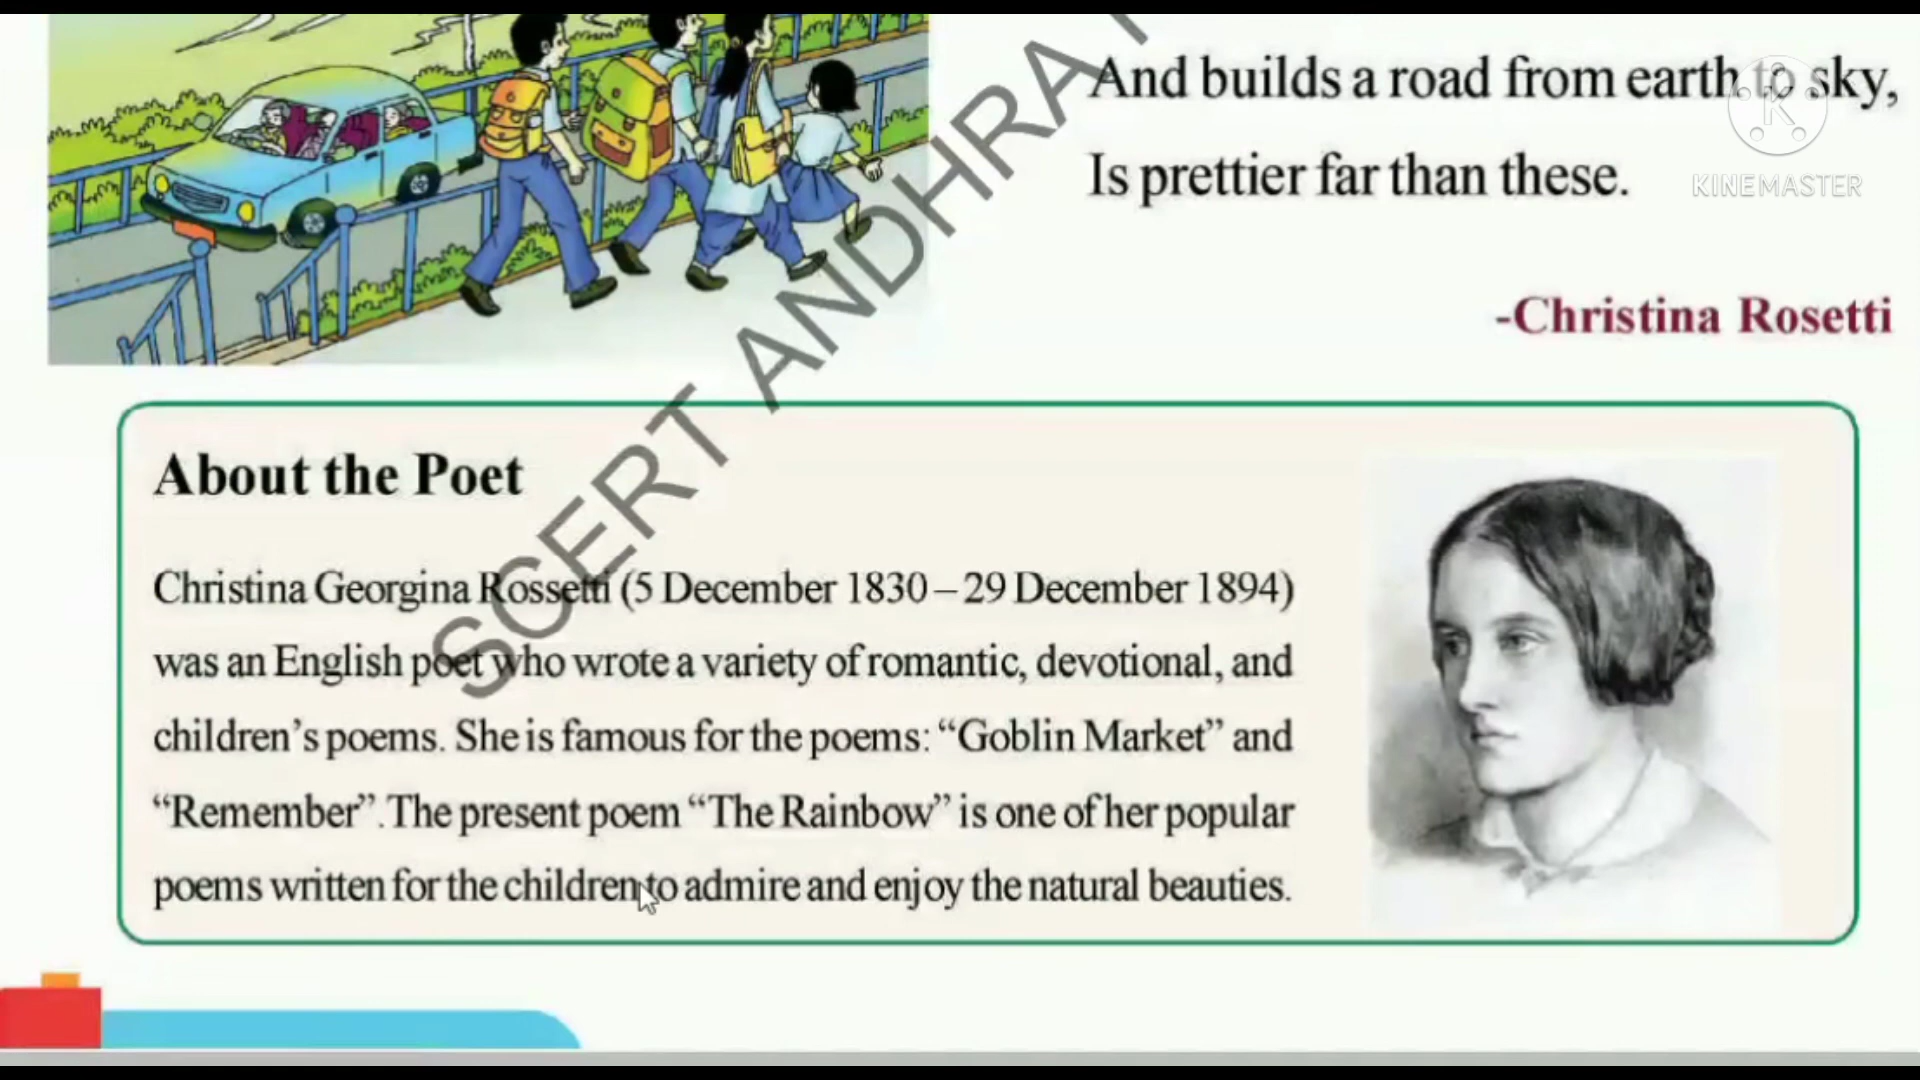 And builds a road from earth to sky,
Is prettier far than these.
KINEMASTER
-Christina Rosetti
SCERT ANDHRA
About the Poet
Christina Georgina Rossetti (5 December 1830 – 29 December 1894)
was an English poet who wrote a variety of romantic, devotional, and
children's poems. She is famous for the poems: “Goblin Market” and
“Remember”. The present poem “The Rainbow” is one of her popular
poems written for the children to admire and enjoy the natural beauties.